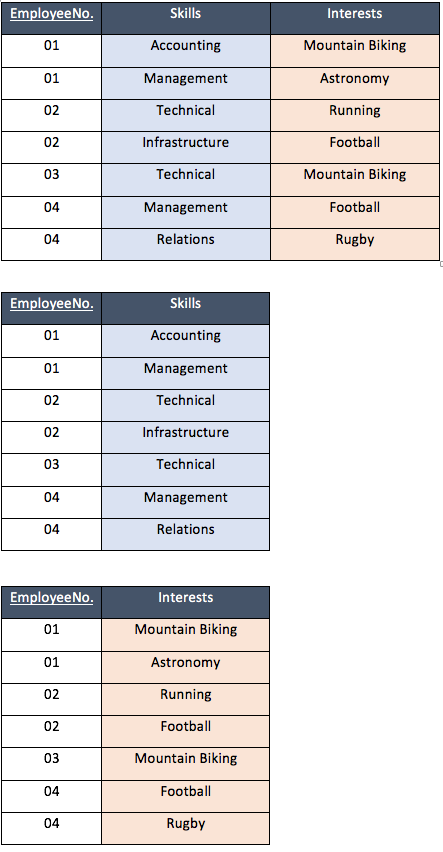 EmployeeNo. Skills Interests
01 Accounting Mountain Biking
01 Management Astronomy
02 Technical Running
02 Infrastructure Football
03 Technical Mountain Biking
04 Management Football
04 Relations Rugby
EmployeeNo. Skills
01 Accounting
01 Management
02 Technical
02 Infrastructure
03 Technical
04 Management
04 Relations
EmployeeNo. Interests
01 Mountain Biking
01 Astronomy
02 Running
02 Football
03 Mountain Biking
04 Football
04 Rugby